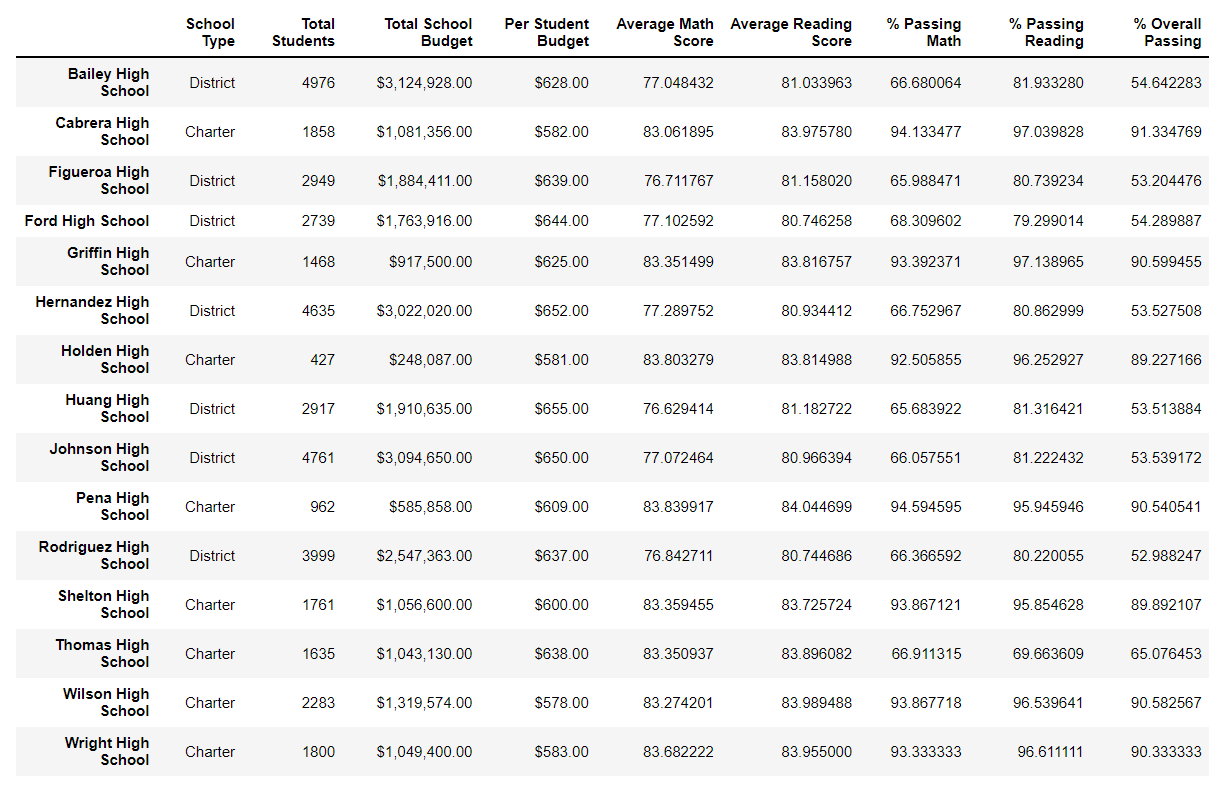 School Type Total Students Total School Budget Per Student Budget Average Math Score Average Reading Score % Passing Math % Passing Reading % Overall Passing
Bailey High School District 4976 $3,124,928.00 $628.00 77.048432 81.033963 66.680064 81.933280 54.642283
Cabrera High School Charter 1858 $1,081,356.00 $582.00 83.061895 83.975780 94.133477 97.039828 91.334769
Figueroa High School District 2949 $1,884,411.00 $639.00 76.711767 81.158020 65.988471 80.739234 53.204476
Ford High School District 2739 $1,763,916.00 $644.00 77.102592 80.746258 68.309602 79.299014 54.289887
Griffin High School Charter 1468 $917,500.00 $625.00 83.351499 83.816757 93.392371 97.138965 90.599455
Hernandez High School District 4635 $3,022,020.00 $652.00 77.289752 80.934412 66.752967 80.862999 53.527508
Holden High School Charter 427 $248,087.00 $581.00 83.803279 83.814988 92.505855 96.252927 89.227166
Huang High School District 2917 $1,910,635.00 $655.00 76.629414 81.182722 65.683922 81.316421 53.513884
Johnson High School District 4761 $3,094,650.00 $650.00 77.072464 80.966394 66.057551 81.222432 53.539172
Pena High School Charter 962 $585,858.00 $609.00 83.839917 84.044699 94.594595 95.945946 90.540541
Rodriguez High School District 3999 $2,547,363.00 $637.00 76.842711 80.744686 66.366592 80.220055 52.988247
Shelton High School Charter 1761 $1,056,600.00 $600.00 83.359455 83.725724 93.867121 95.854628 89.892107
Thomas High School Charter 1635 $1,043,130.00 $638.00 83.350937 83.896082 66.911315 69.663609 65.076453
Wilson High School Charter 2283 $1,319,574.00 $578.00 83.274201 83.989488 93.867718 96.539641 90.582567
Wright High School Charter 1800 $1,049,400.00 $583.00 83.682222 83.955000 93.333333 96.611111 90.333333